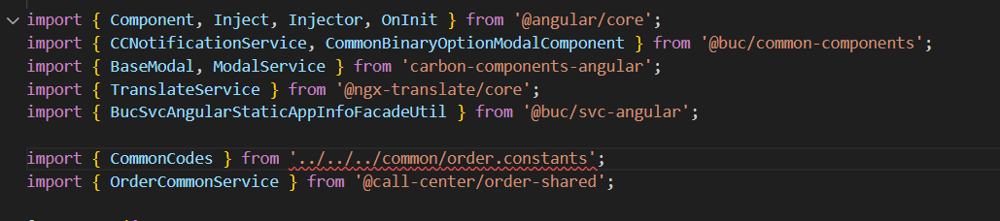 import { Component, Inject, Injector, OnInit } from '@angular/core';
import { CCNotificationService, CommonBinaryOptionModalComponent } from '@buc/common-components';
import { BaseModal, ModalService } from 'carbon-components-angular';
import { TranslateService } from '@ngx-translate/core';
import { BucSvcAngularStaticAppInfoFacadeUtil } from '@buc/svc-angular';
import { CommonCodes } from '../../../common/order.constants';
import { OrderCommonService } from '@call-center/order-shared';